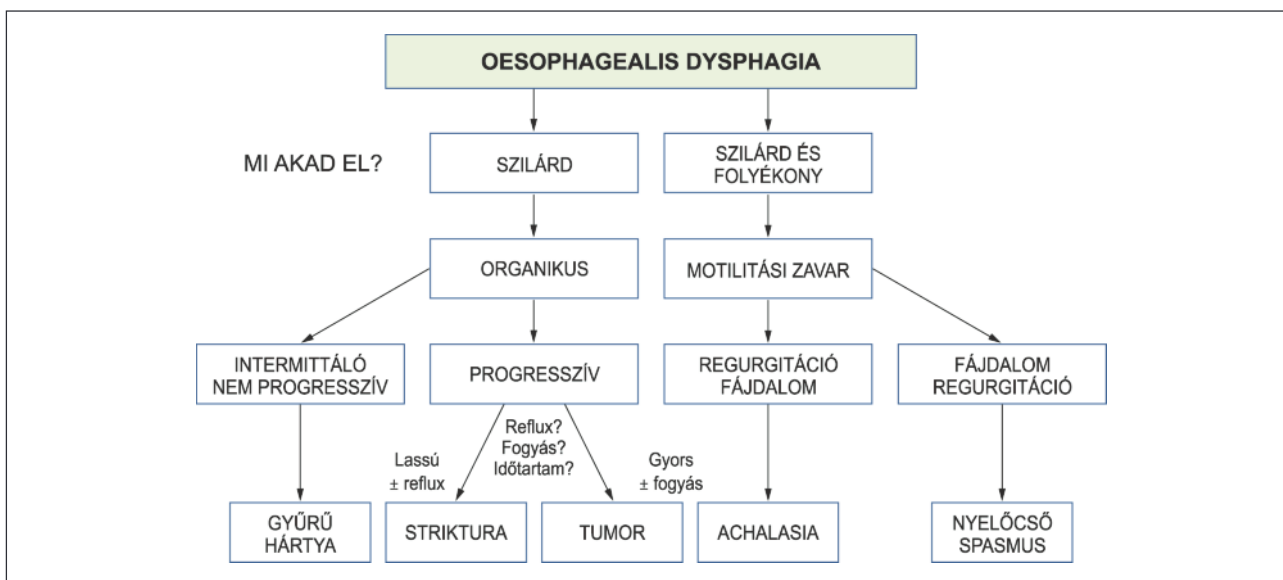 OESOPHAGEALIS DYSPHAGIA
MI AKAD EL?
SZILÁRD
SZILÁRD ÉS
FOLYÉKONY
ORGANIKUS
MOTILITÁSI ZAVAR
INTERMITTÁLÓ
NEM PROGRESSZÍV
PROGRESSZÍV
REGURGITÁCIÓ
FÁJDALOM
FÁJDALOM
REGURGITÁCIÓ
Lassú
± reflux
Reflux?
Fogyás?
Időtartam?
Gyors
± fogyás
GYŰRŰ
HÁRTYA
STRIKTURA
TUMOR
ACHALASIA
NYELŐCSŐ
SPASMUS